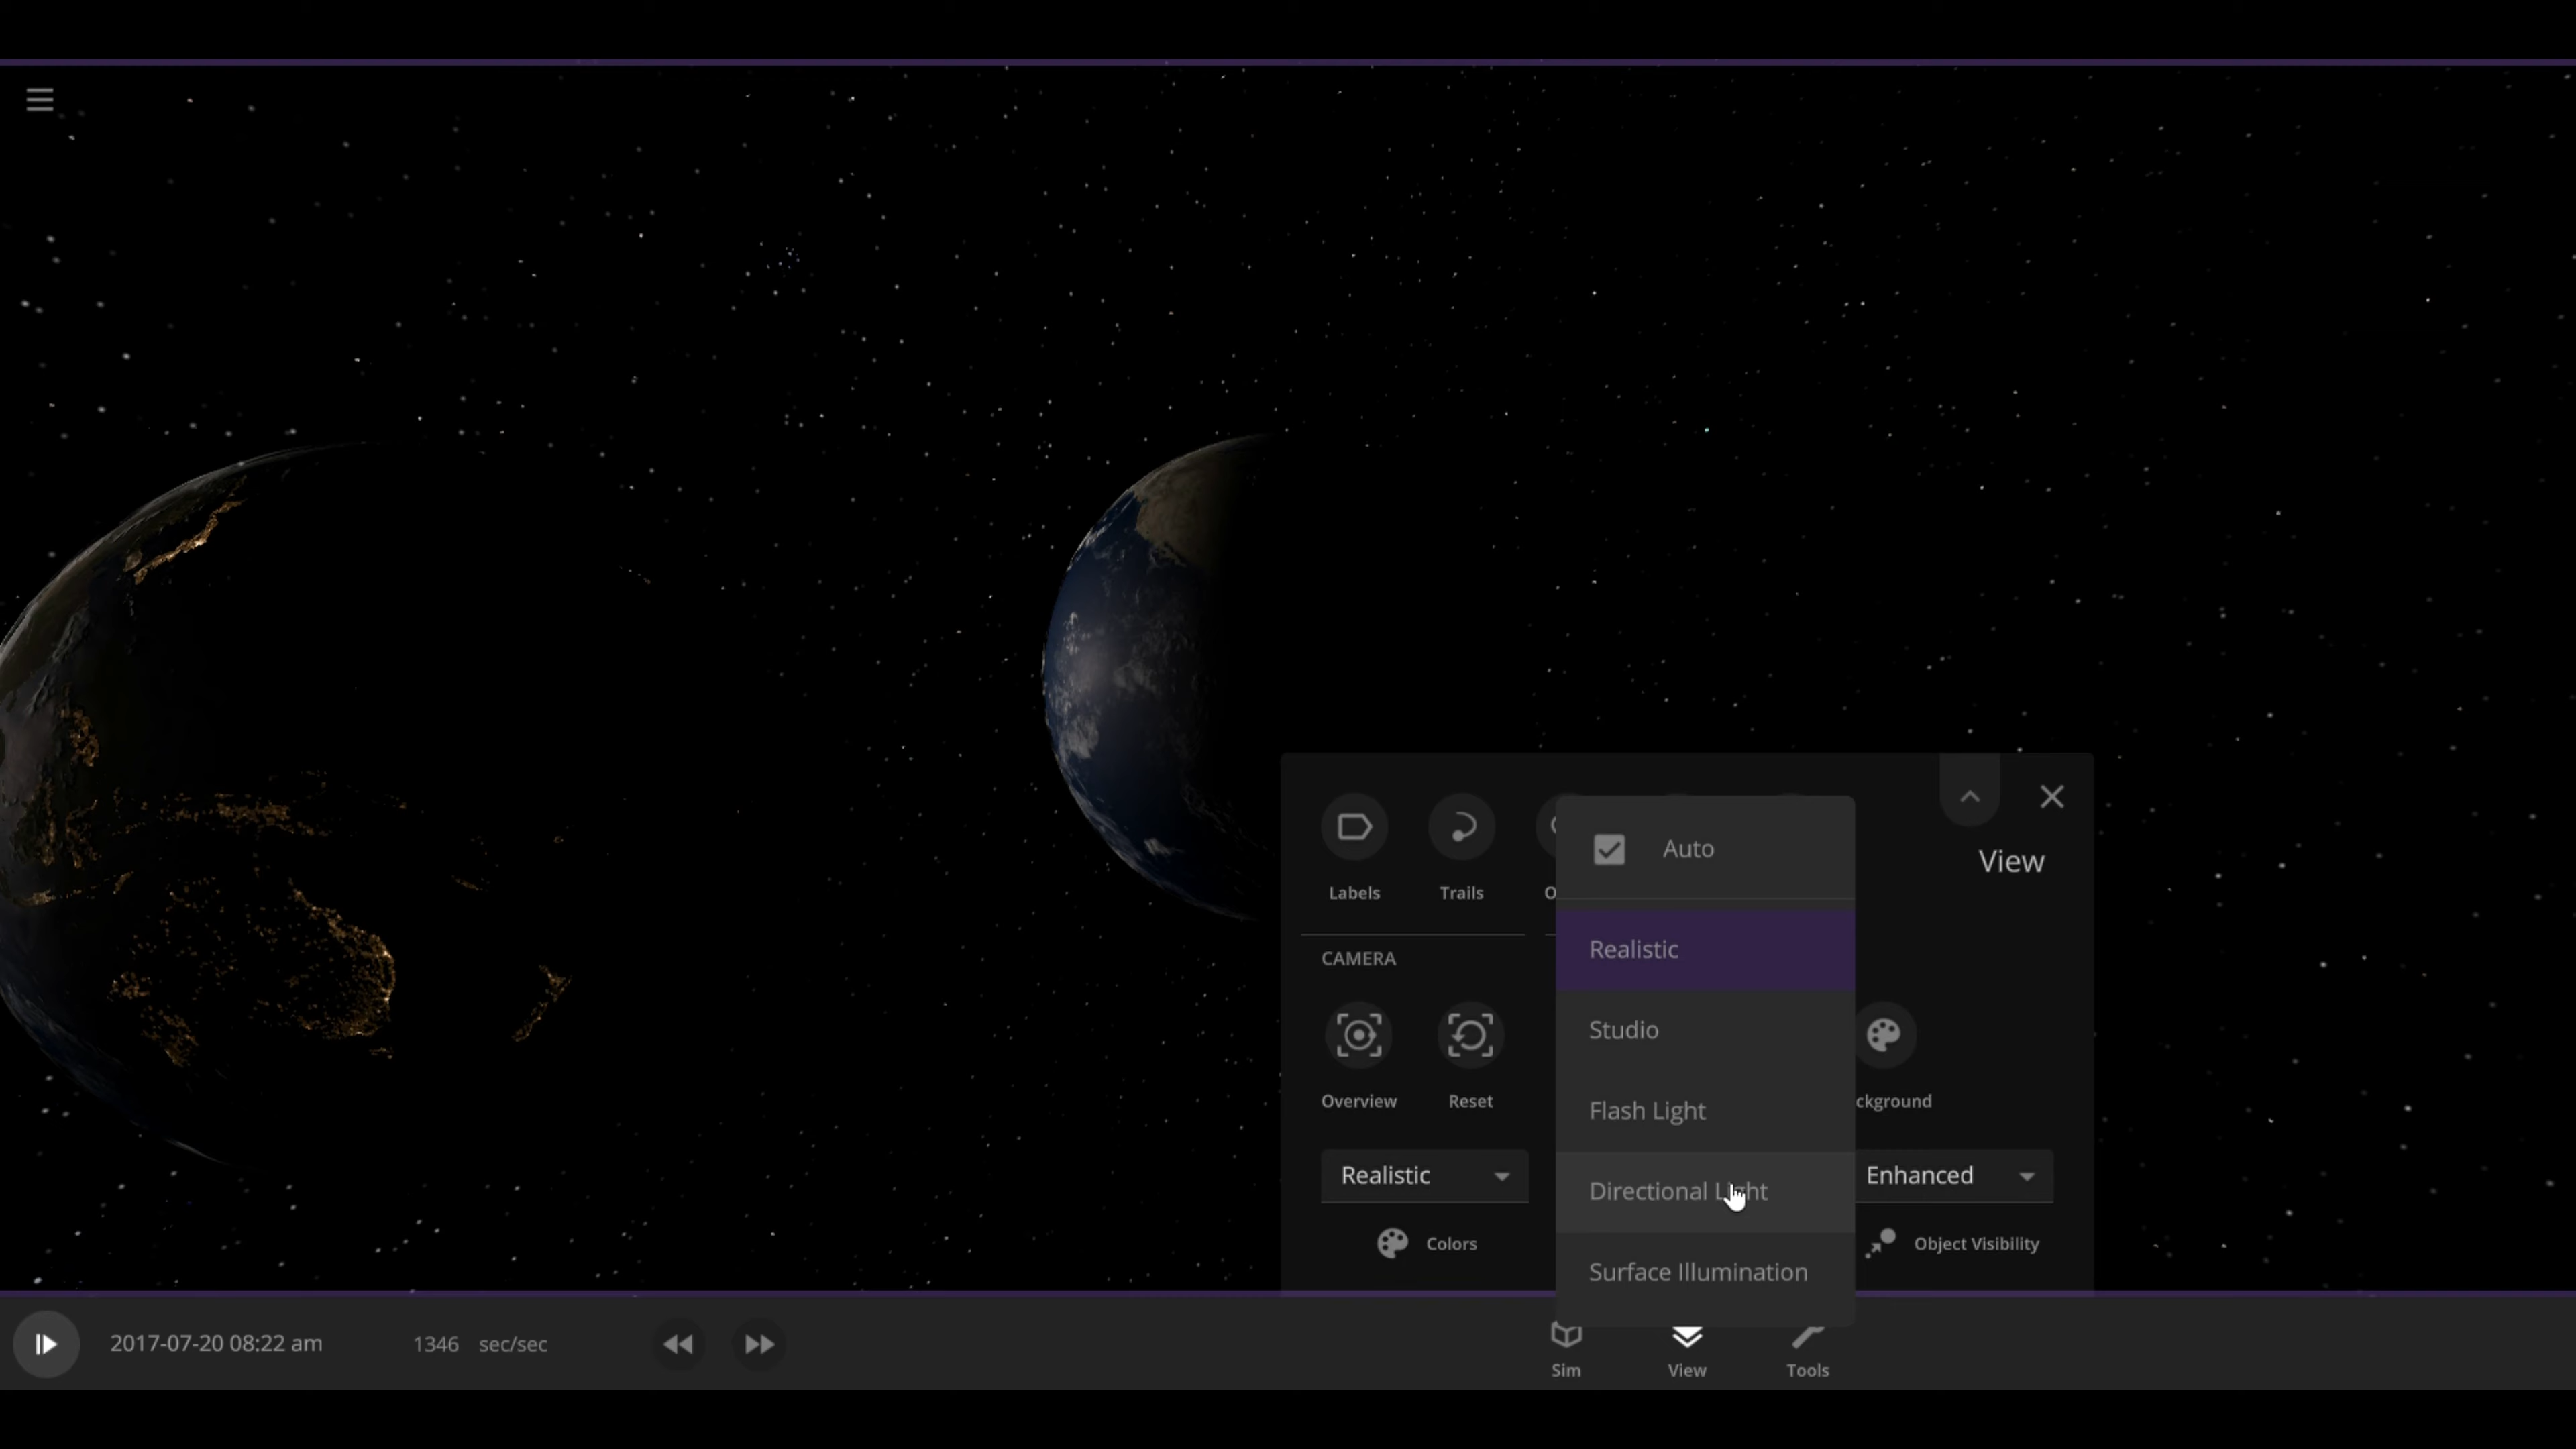 Labels
Trails
O
Auto
View
Realistic
CAMERA
Studio
Overview
Reset
Flash Light
ckground
Realistic
Directional Light
Enhanced
Colors
Surface Illumination
Object Visibility
2017-07-20 08:22 am
1346 sec/sec
Sim
View
Tools